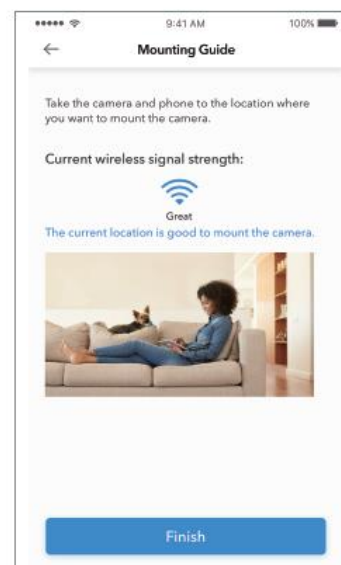 9:41 AM
100%
Mounting Guide
Take the camera and phone to the location where
you want to mount the camera.
Current wireless signal strength:
Great
The current location is good to mount the camera.
Finish